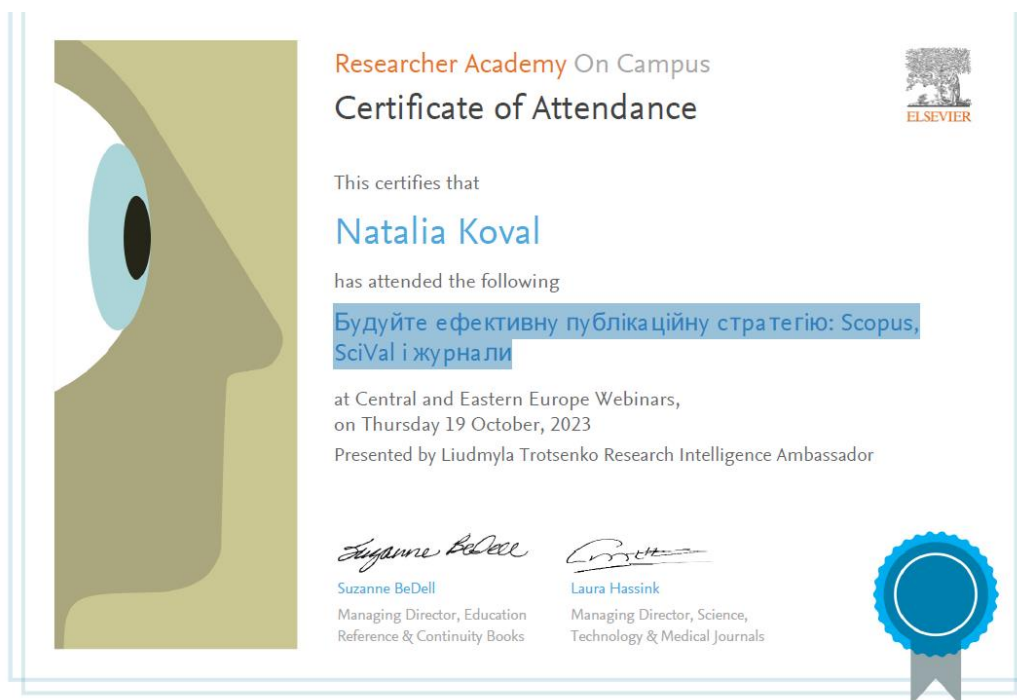 Researcher Academy On Campus
Certificate of Attendance
ELSEVIER
This certifies that
Natalia Koval
has attended the following
Будуйте ефективну публікаційну стратегію: Scopus,
SciVal і журнали
at Central and Eastern Europe Webinars,
on Thursday 19 October, 2023
Presented by Liudmyla Trotsenko Research Intelligence Ambassador
Suzanne BeDell
Suzanne BeDell
Managing Director, Education
Reference & Continuity Books
Laura Hassink
Managing Director, Science,
Technology & Medical Journals